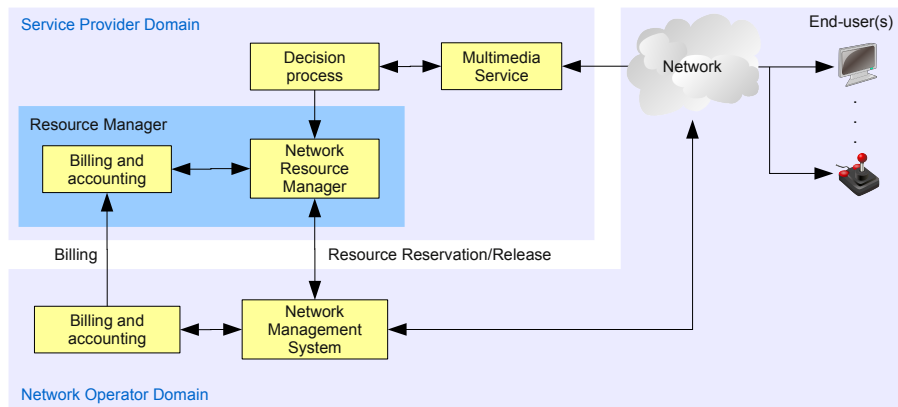 Service Provider Domain
End-user(s)
Decision
process
Multimedia
Service
Network
Resource Manager
Billing and
accounting
Network
Resource
Manager
Billing
Resource Reservation/Release
Billing and
accounting
Network
Management
System
Network Operator Domain